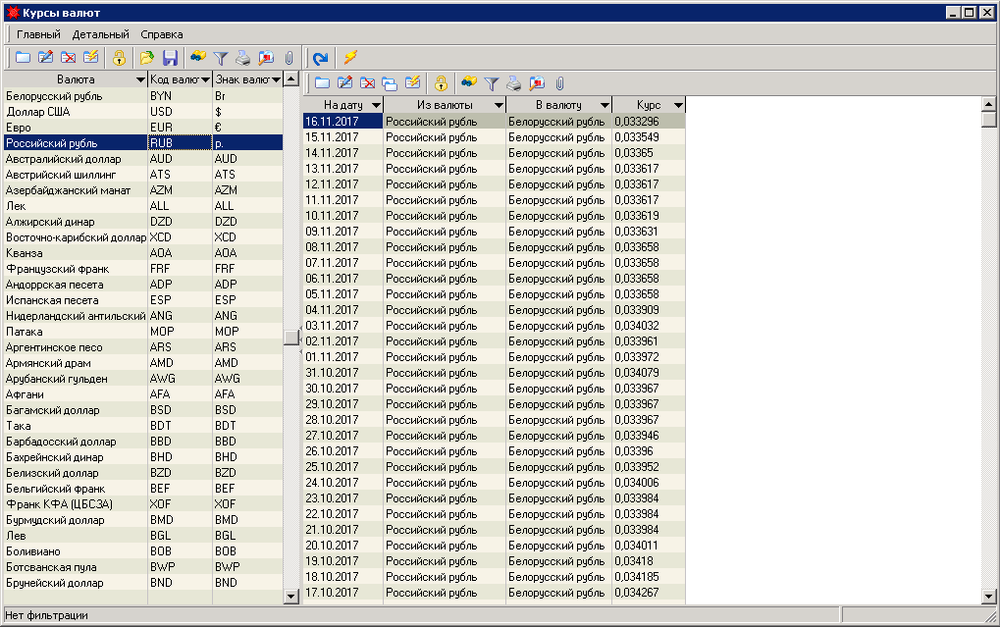 Курсы валют
Главный Детальный Справка
Валюта Код валют Знак валют
Белорусский рубль BYN Br
Доллар США USD $
Евро EUR €
Российский рубль RUB р.
Австралийский доллар AUD AUD
Австрийский шиллинг ATS ATS
Азербайджанский манат AZM AZM
Лек ALL ALL
Алжирский динар DZD DZD
Восточно-карибский доллар XCD XCD
Кванза AOA AOA
Французский франк FRF FRF
Андоррская песета ADP ADP
Испанская песета ESP ESP
Нидерландский антильский ANG ANG
Патака MOP MOP
Аргентинское песо ARS ARS
Армянский драм AMD AMD
Арубанский гульден AWG AWG
Афгани AFA AFA
Багамский доллар BSD BSD
Така BDT BDT
Барбадосский доллар BBD BBD
Бахрейнский динар BHD BHD
Белизский доллар BZD BZD
Бельгийский франк BEF BEF
Франк КФА (ЦБСЗА) XOF XOF
Бурмудский доллар BMD BMD
Лев BGL BGL
Боливиано BOB BOB
Ботсванская пула BWP BWP
Брунейский доллар BND BND
На дату Из валюты В валюту Курс
16.11.2017 Российский рубль Белорусский рубль 0,033296
15.11.2017 Российский рубль Белорусский рубль 0,033549
14.11.2017 Российский рубль Белорусский рубль 0,03365
13.11.2017 Российский рубль Белорусский рубль 0,033617
12.11.2017 Российский рубль Белорусский рубль 0,033617
11.11.2017 Российский рубль Белорусский рубль 0,033617
10.11.2017 Российский рубль Белорусский рубль 0,033619
09.11.2017 Российский рубль Белорусский рубль 0,033631
08.11.2017 Российский рубль Белорусский рубль 0,033658
07.11.2017 Российский рубль Белорусский рубль 0,033658
06.11.2017 Российский рубль Белорусский рубль 0,033658
05.11.2017 Российский рубль Белорусский рубль 0,033658
04.11.2017 Российский рубль Белорусский рубль 0,033909
03.11.2017 Российский рубль Белорусский рубль 0,034032
02.11.2017 Российский рубль Белорусский рубль 0,033961
01.11.2017 Российский рубль Белорусский рубль 0,033972
31.10.2017 Российский рубль Белорусский рубль 0,034079
30.10.2017 Российский рубль Белорусский рубль 0,033967
29.10.2017 Российский рубль Белорусский рубль 0,033967
28.10.2017 Российский рубль Белорусский рубль 0,033967
27.10.2017 Российский рубль Белорусский рубль 0,033946
26.10.2017 Российский рубль Белорусский рубль 0,03396
25.10.2017 Российский рубль Белорусский рубль 0,033952
24.10.2017 Российский рубль Белорусский рубль 0,034006
23.10.2017 Российский рубль Белорусский рубль 0,033984
22.10.2017 Российский рубль Белорусский рубль 0,033984
21.10.2017 Российский рубль Белорусский рубль 0,033984
20.10.2017 Российский рубль Белорусский рубль 0,034011
19.10.2017 Российский рубль Белорусский рубль 0,03418
18.10.2017 Российский рубль Белорусский рубль 0,034185
17.10.2017 Российский рубль Белорусский рубль 0,034267
Нет фильтрации